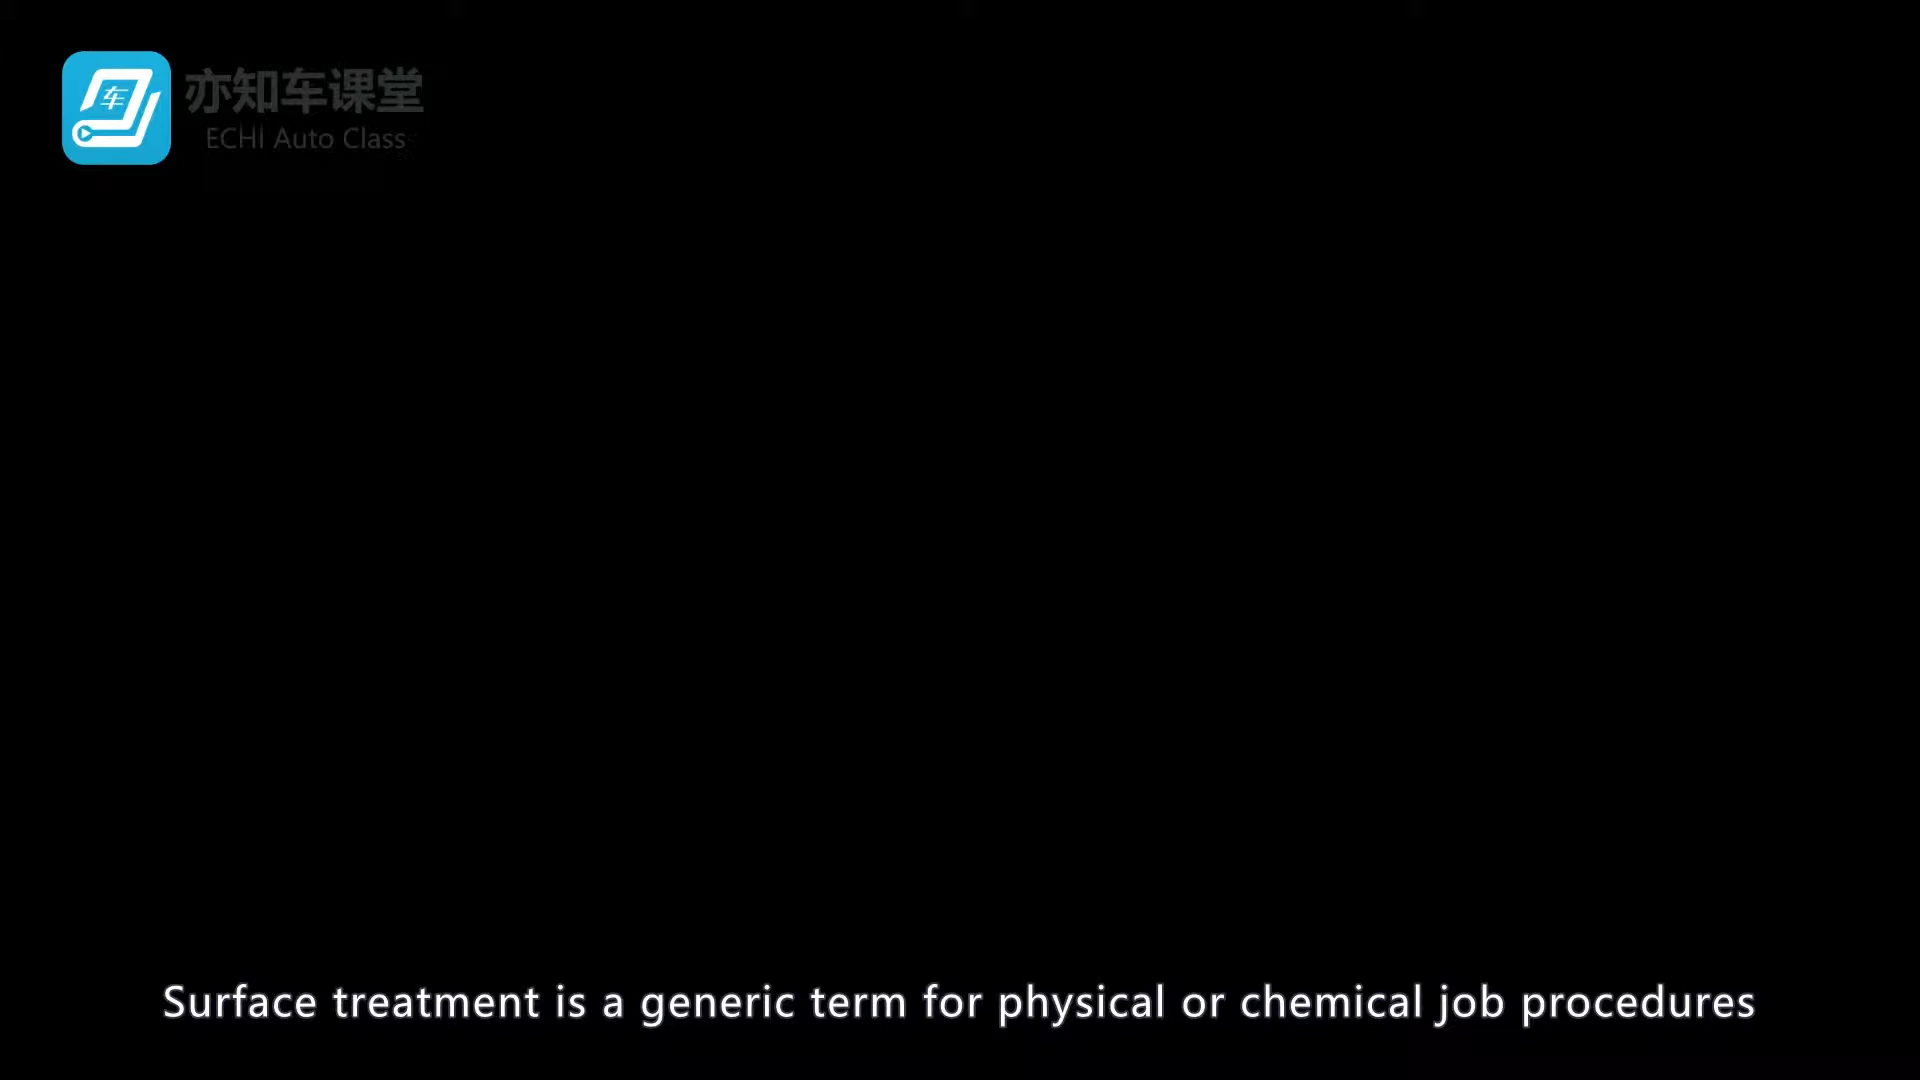 车
亦知车课堂
ECHI Auto Class
Surface treatment is a generic term for physical or chemical job procedures